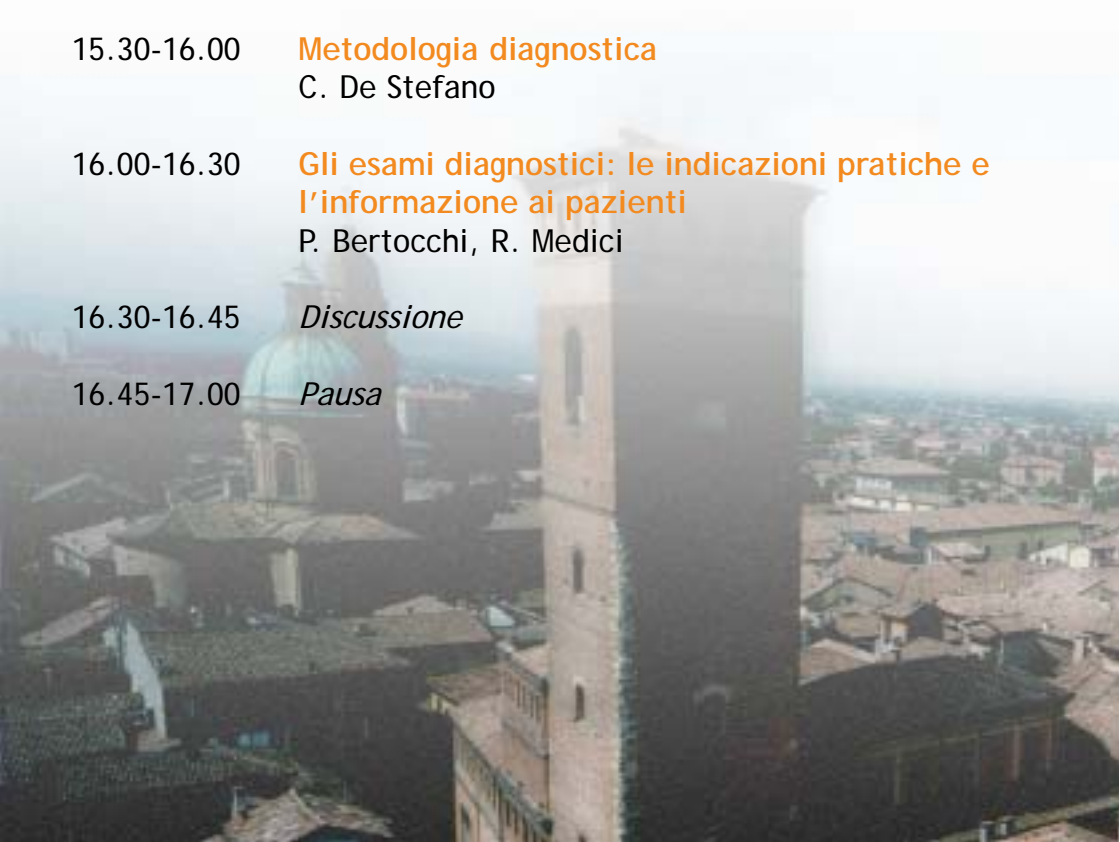 15.30-16.00 Metodologia diagnostica
C. De Stefano
16.00-16.30 Gli esami diagnostici: le indicazioni pratiche e
l’informazione ai pazienti
P. Bertocchi, R. Medici
16.30-16.45 Discussione
16.45-17.00 Pausa